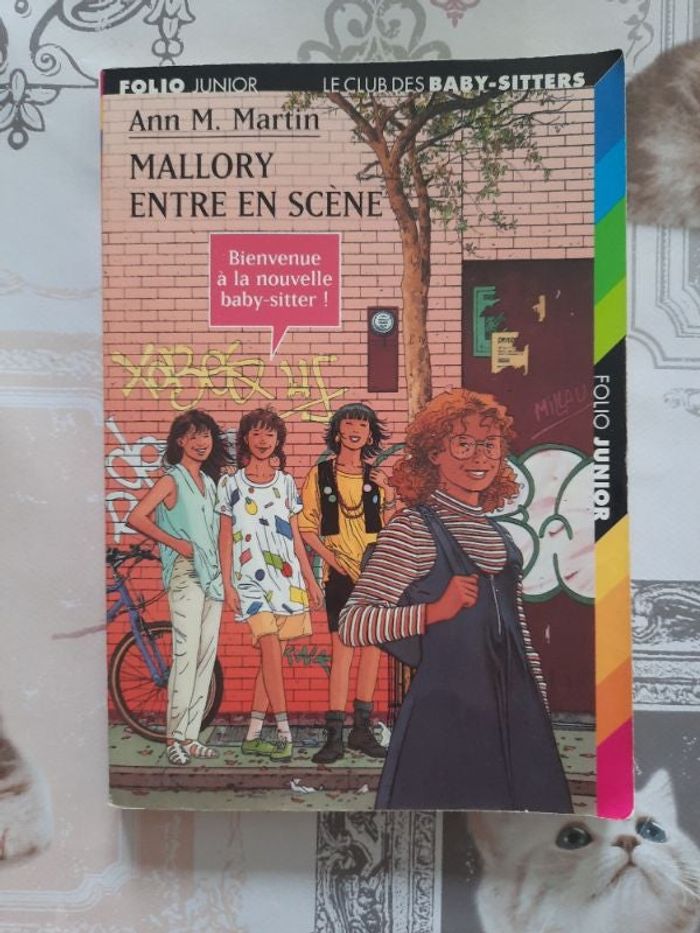 FOLIO JUNIOR LE CLUB DES BABY-SITTERS
Ann M. Martin
MALLORY
ENTRE EN SCÈNE
Bienvenue
à la nouvelle
baby-sitter !
MILLAU
FOLIO JUNIOR